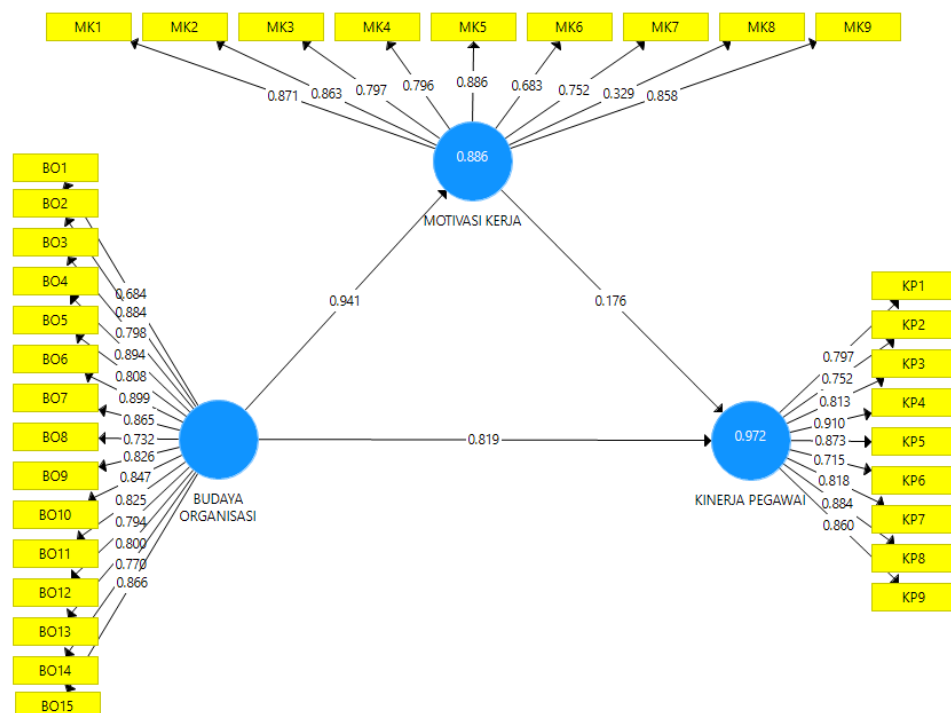 MK1 MK2 MK3 MK4 MK5 MK6 MK7 MK8 MK9
0.871 0.863 0.797 0.796 0.886 0.683 0.752 0.329 0.858
0.886
MOTIVASI KERJA
BO1
BO2
BO3
BO4
BO5
BO6
BO7
BO8
BO9
BO10
BO11
BO12
BO13
BO14
BO15
0.684
0.884
0.798
0.894
0.808
0.899
0.865
0.732
0.826
0.847
0.825
0.794
0.800
0.770
0.866
BUDAYA
ORGANISASI
0.941
0.176
0.819
0.972
KINERJA PEGAWAI
0.797
0.752
0.813
0.910
0.873
0.715
0.818
0.884
0.860
KP1
KP2
KP3
KP4
KP5
KP6
KP7
KP8
KP9